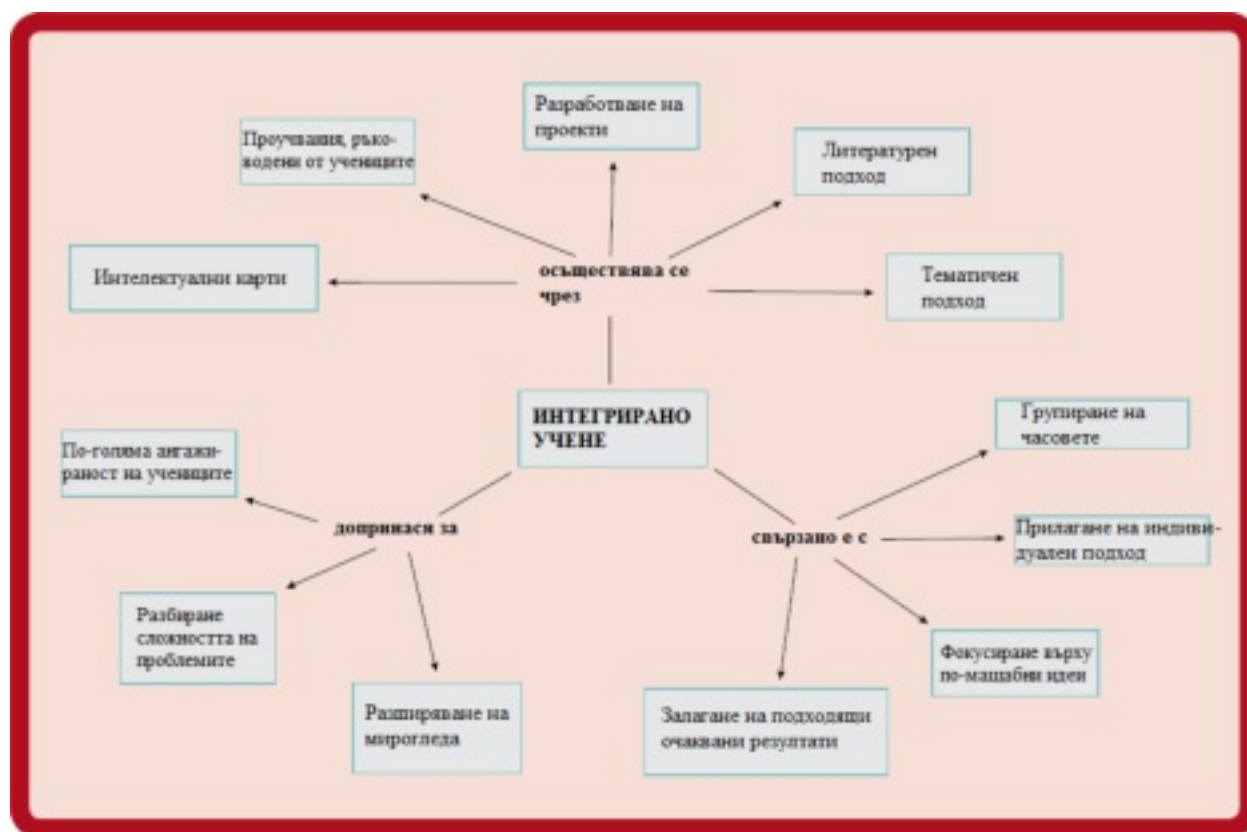 Разработване на
проекти
Проучвания, ръко-
водени от учениците
Литературен
подход
Интелектуални карти
осъществява се
чрез
Тематичен
подход
ИНТЕГРИРАНО
УЧЕНЕ
Групиране на
часовете
По-голяма ангажи-
раност на учениците
допринася за
свързано е с
Прилагане на индиви-
дуален подход
Разбиране
сложността на
проблемите
Фокусиране върху
по-машабни идеи
Разширяване на
мирогледа
Залагане на подходящи
очаквани резултати